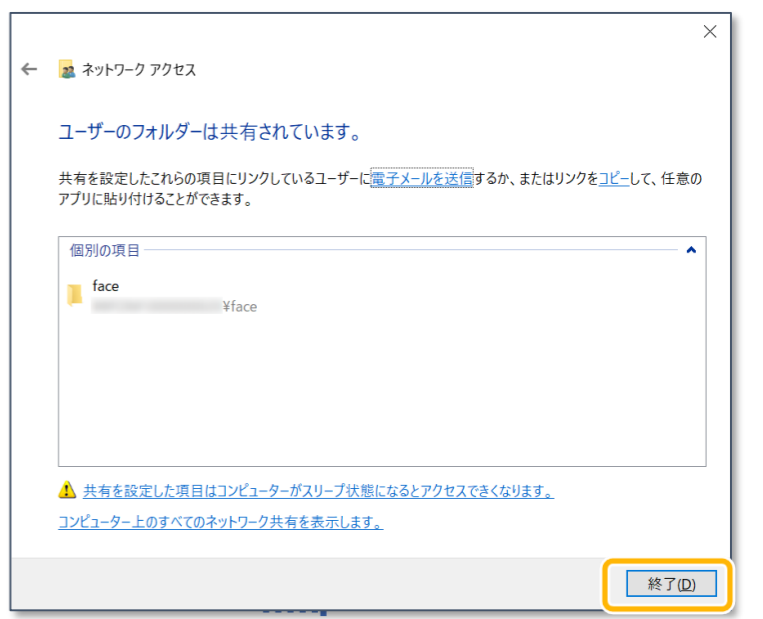 ネットワーク アクセス
ユーザーのフォルダーは共有されています。
共有を設定したこれらの項目にリンクしているユーザーに電子メールを送信するか、またはリンクをコピーして、任意の
アプリに貼り付けることができます。
個別の項目
face
¥face
共有を設定した項目はコンピューターがスリープ状態になるとアクセスできくなります。
コンピューター上のすべてのネットワーク共有を表示します。
終了(D)